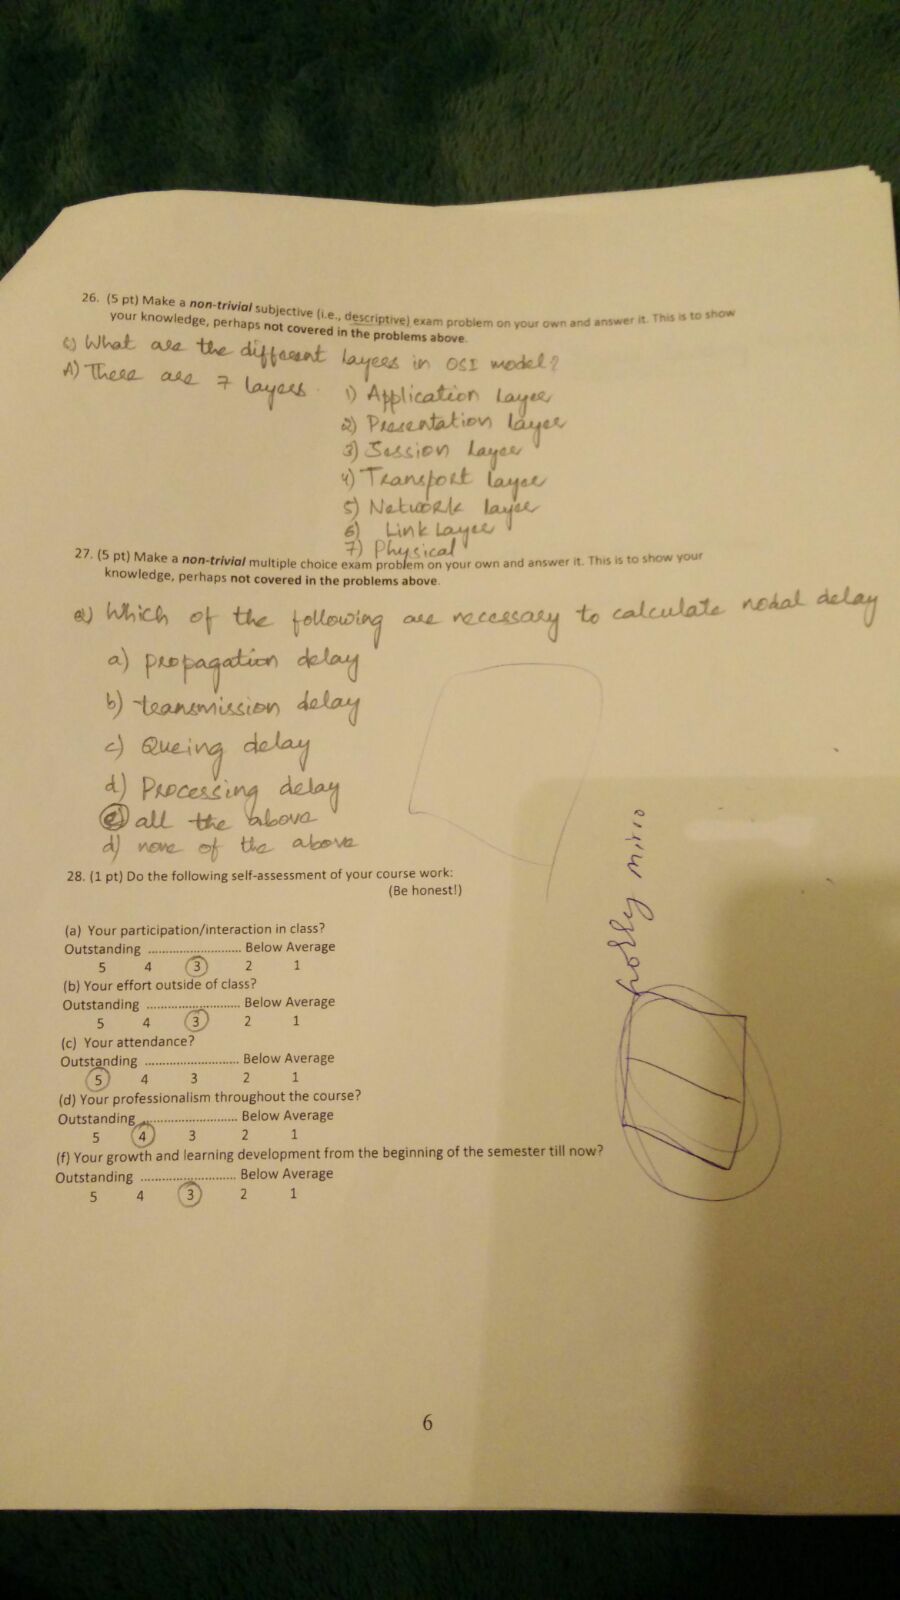 26. (5 pt) Make a non-trivial subjective (i.e., descriptive) exam problem on your own and answer it. This is to show
your knowledge, perhaps not covered in the problems above.
Q) What are the different layers in OSI model?
A) There are 7 layers. 1) Application layer
2) Presentation layer
3) Session layer
4) Transport layer
5) Network layer
6) Link Layer
7) Physical
27. (5 pt) Make a non-trivial multiple choice exam problem on your own and answer it. This is to show your
knowledge, perhaps not covered in the problems above.
Q) Which of the following are necessary to calculate nodal delay
a) propagation delay
b) transmission delay
c) Queing delay
d) Processing delay
e) all the above
d) none of the above
28. (1 pt) Do the following self-assessment of your course work:
(Be honest!)
(a) Your participation/interaction in class?
Outstanding ........................... Below Average
5 4 3 2 1
(b) Your effort outside of class?
Outstanding ........................... Below Average
5 4 3 2 1
(c) Your attendance?
Outstanding ........................... Below Average
5 4 3 2 1
(d) Your professionalism throughout the course?
Outstanding ........................... Below Average
5 4 3 2 1
(f) Your growth and learning development from the beginning of the semester till now?
Outstanding ........................... Below Average
5 4 3 2 1
6